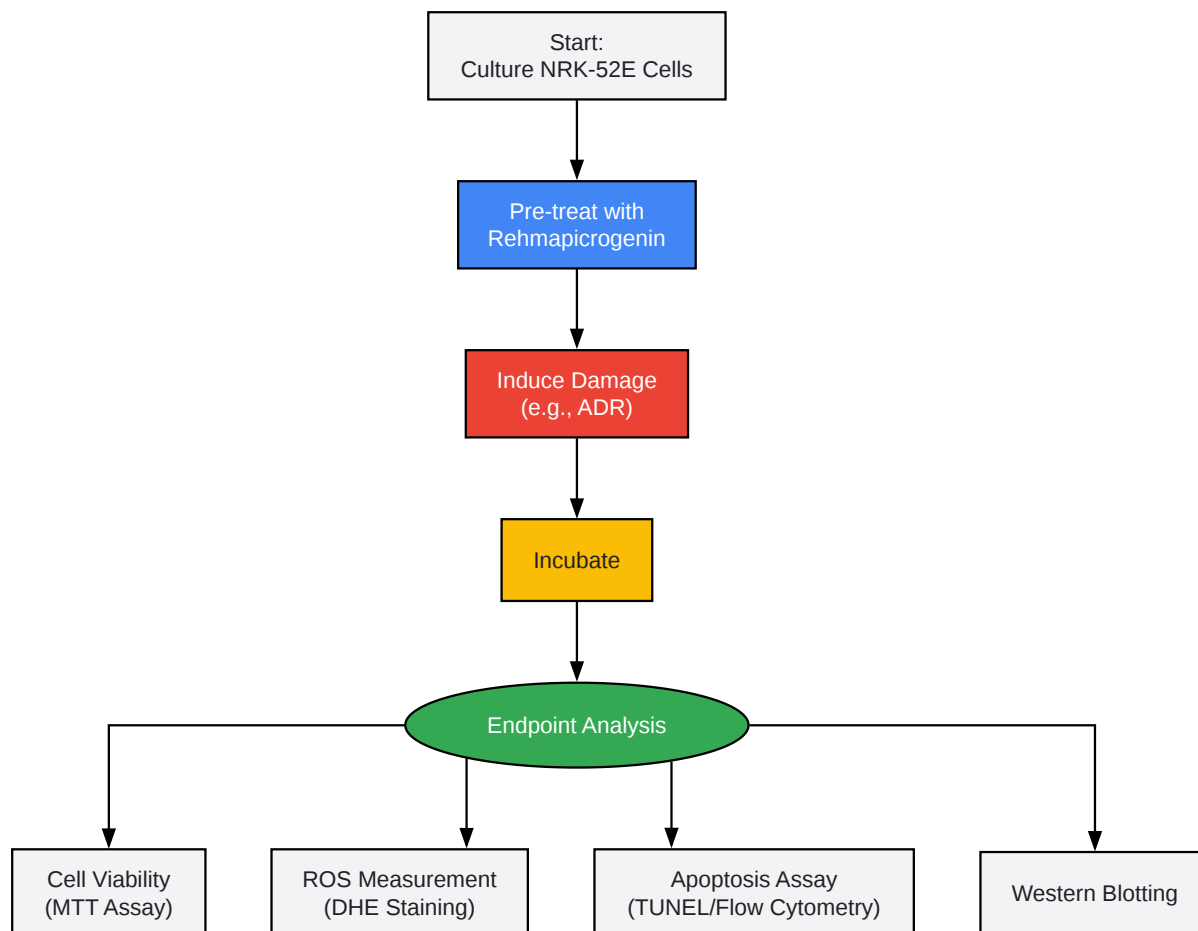 Start:
Culture NRK-52E Cells
Pre-treat with
Rehmapicrogenin
Induce Damage
(e.g., ADR)
Incubate
Endpoint Analysis
Cell Viability
(MTT Assay)
ROS Measurement
(DHE Staining)
Apoptosis Assay
(TUNEL/Flow Cytometry)
Western Blotting